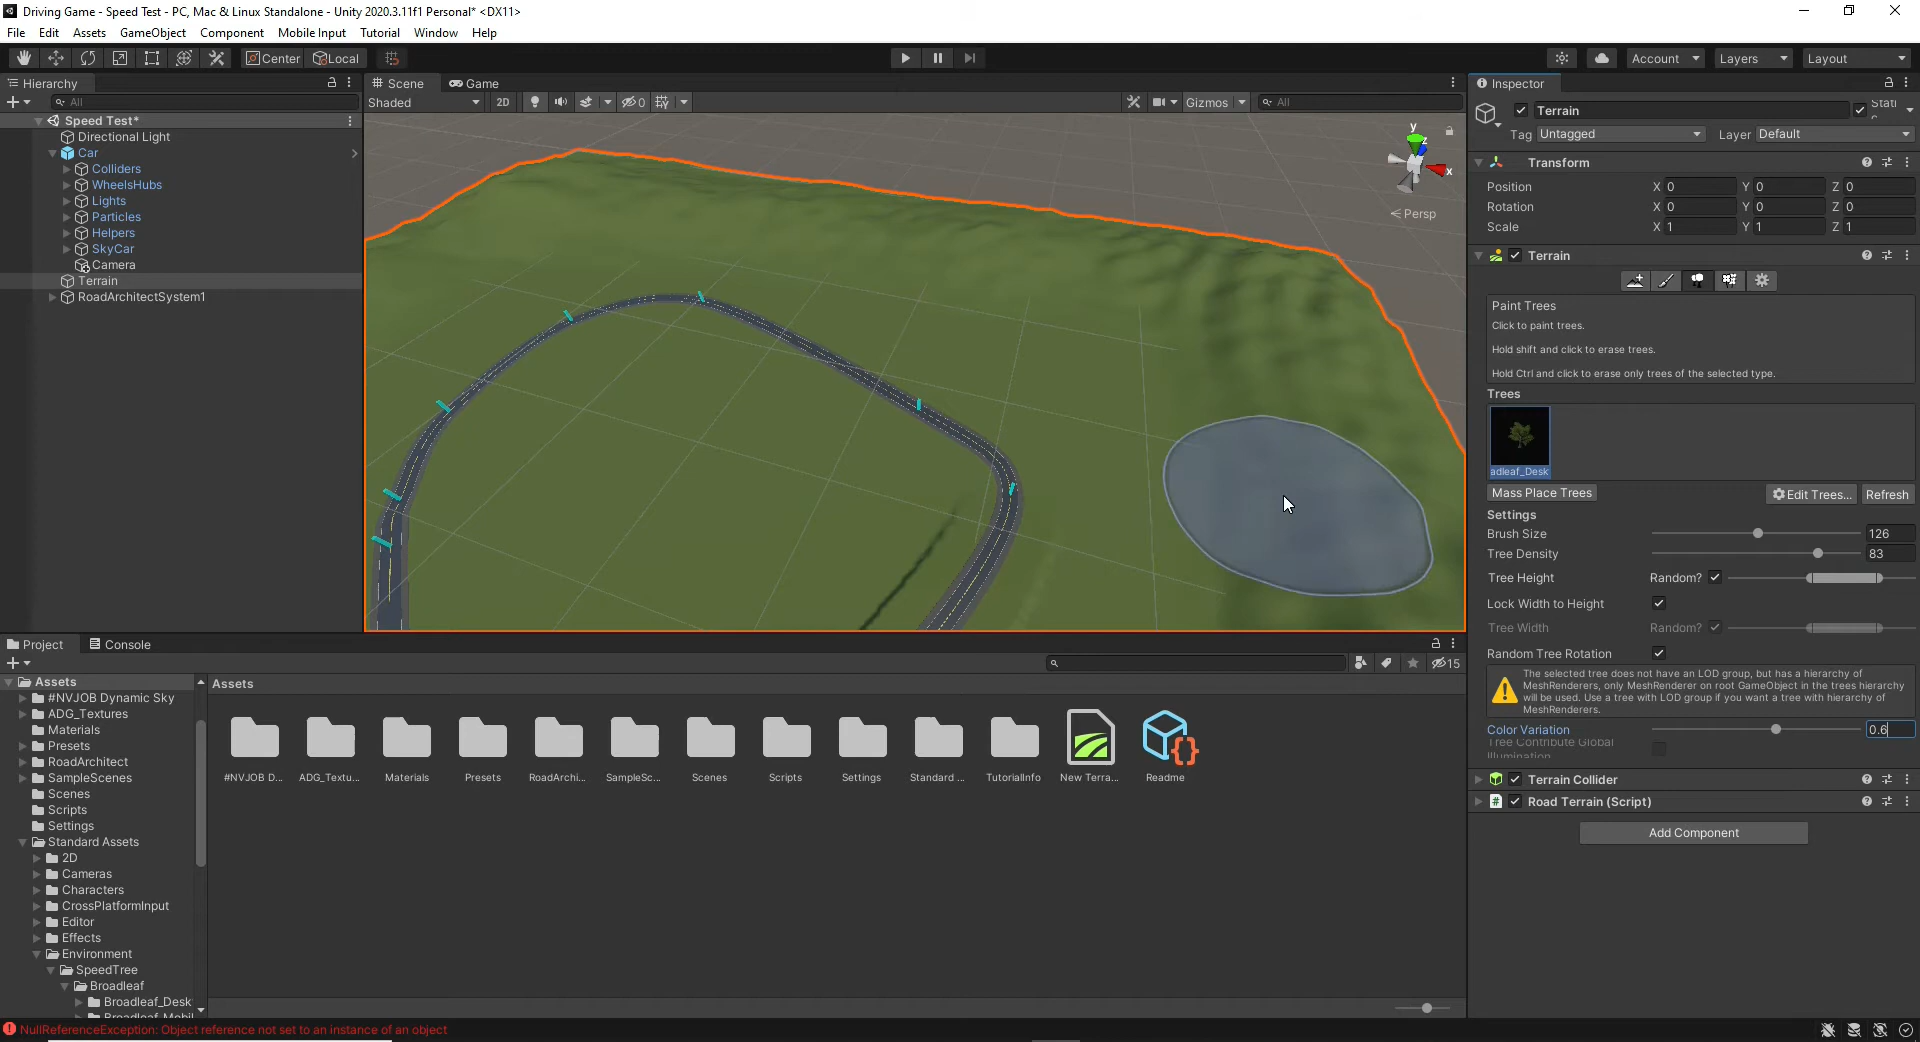 Driving Game - Speed Test - PC, Mac & Linux Standalone - Unity 2020.3.11f1 Personal* <DX11>
File Edit Assets GameObject Component Mobile Input Tutorial Window Help
Center Local Account Layers Layout
Hierarchy
All
Speed Test*
Directional Light
Car
Colliders
WheelsHubs
Lights
Particles
Helpers
SkyCar
Camera
Terrain
RoadArchitectSystem1
Scene Game
Shaded 2D 0 Gizmos All
y
z
x
Persp
Inspector
Terrain Stati
c
Tag Untagged Layer Default
Transform
Position X 0 Y 0 Z 0
Rotation X 0 Y 0 Z 0
Scale X 1 Y 1 Z 1
Terrain
Paint Trees
Click to paint trees.
Hold shift and click to erase trees.
Hold Ctrl and click to erase only trees of the selected type.
Trees
adleaf_Desk
Mass Place Trees Edit Trees... Refresh
Settings
Brush Size 126
Tree Density 83
Tree Height Random?
Lock Width to Height
Tree Width Random?
Random Tree Rotation
The selected tree does not have an LOD group, but has a hierarchy of
MeshRenderers, only MeshRenderer on root GameObject in the trees hierarchy
will be used. Use a tree with LOD group if you want a tree with hierarchy of
MeshRenderers.
Color Variation 0.6
Tree Contribute Global
Illumination
Terrain Collider
Road Terrain (Script)
Add Component
Project Console
15
Assets
#NVJOB Dynamic Sky
ADG_Textures
Materials
Presets
RoadArchitect
SampleScenes
Scenes
Scripts
Settings
Standard Assets
2D
Cameras
Characters
CrossPlatformInput
Editor
Effects
Environment
SpeedTree
Broadleaf
Broadleaf_Desk
Broadleaf_Mobil
Assets
#NVJOB D... ADG_Textu... Materials Presets RoadArchi... SampleSc... Scenes Scripts Settings Standard ... TutorialInfo New Terra... Readme
NullReferenceException: Object reference not set to an instance of an object